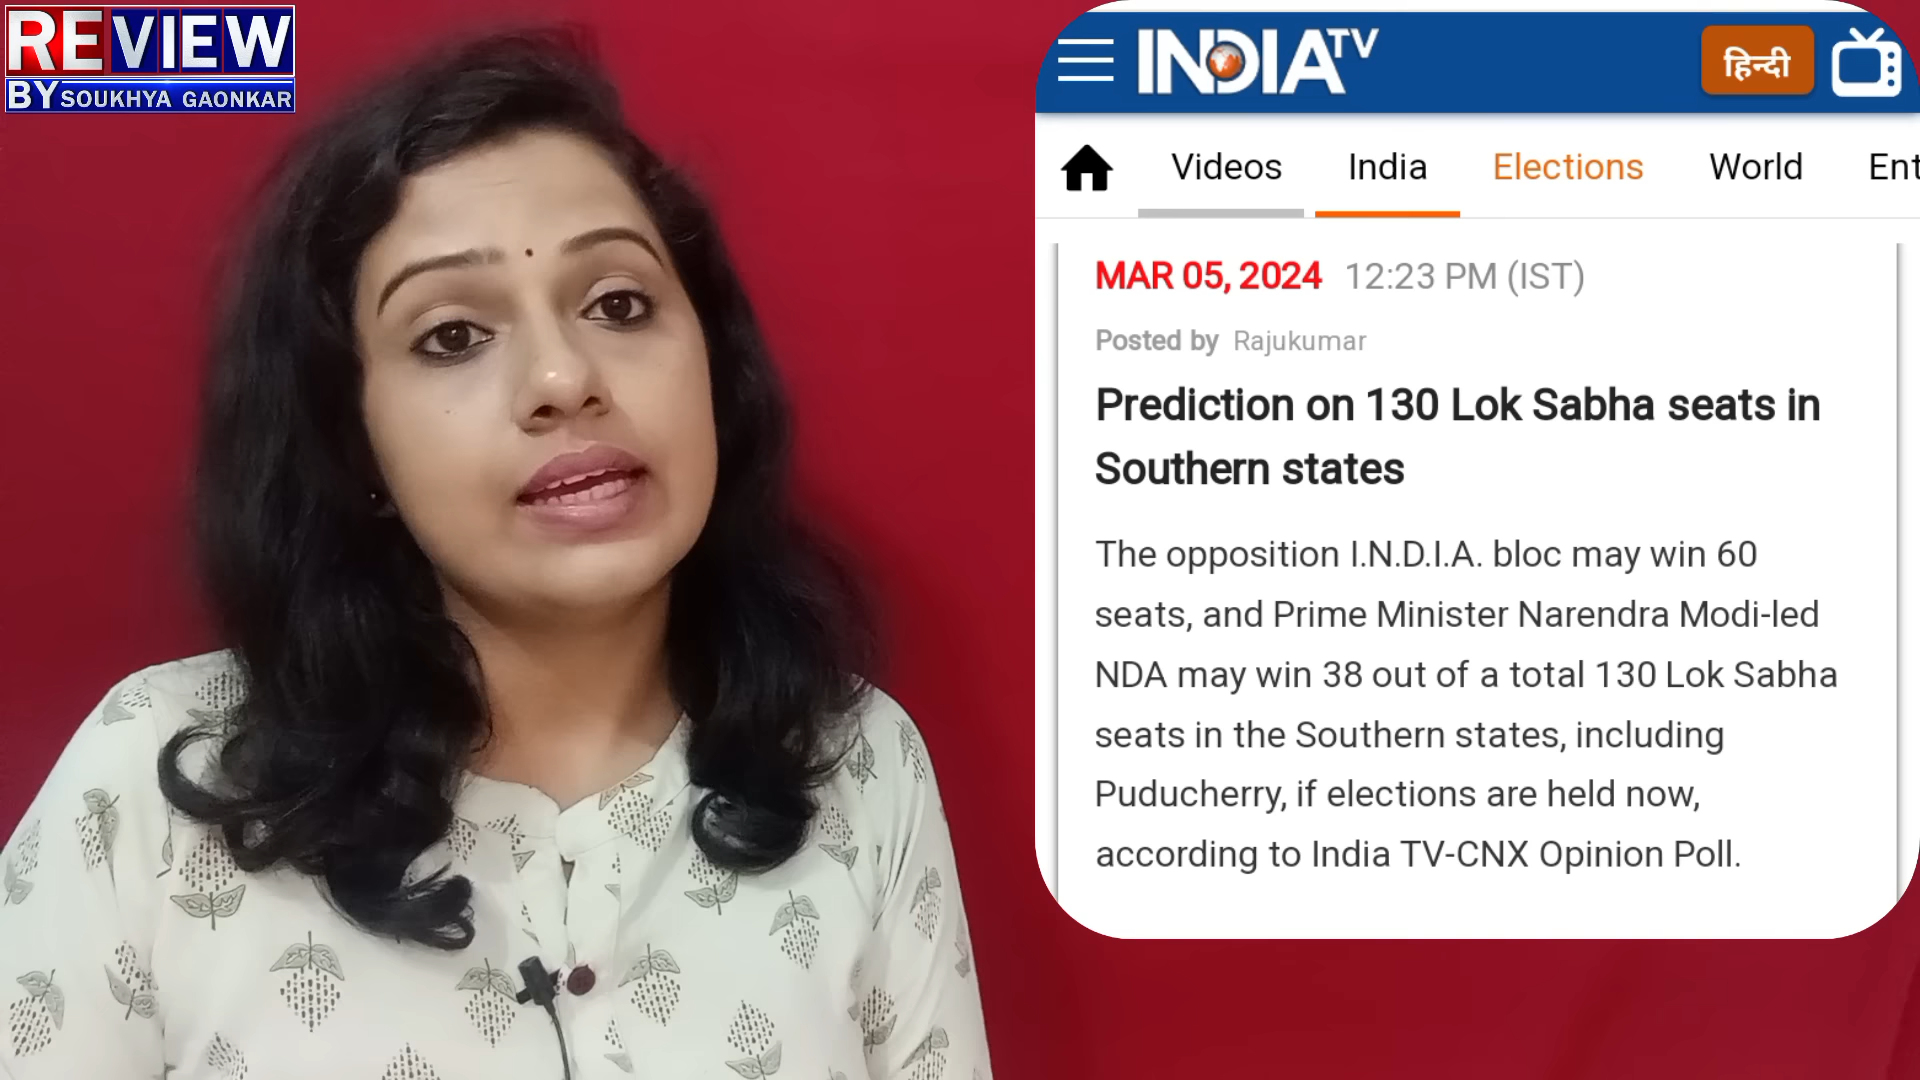 REVIEW
BY SOUKHYA GAONKAR
INDIA TV
हिन्दी
Videos India Elections World Ent
MAR 05, 2024 12:23 PM (IST)
Posted by Rajukumar
Prediction on 130 Lok Sabha seats in
Southern states
The opposition I.N.D.I.A. bloc may win 60
seats, and Prime Minister Narendra Modi-led
NDA may win 38 out of a total 130 Lok Sabha
seats in the Southern states, including
Puducherry, if elections are held now,
according to India TV-CNX Opinion Poll.